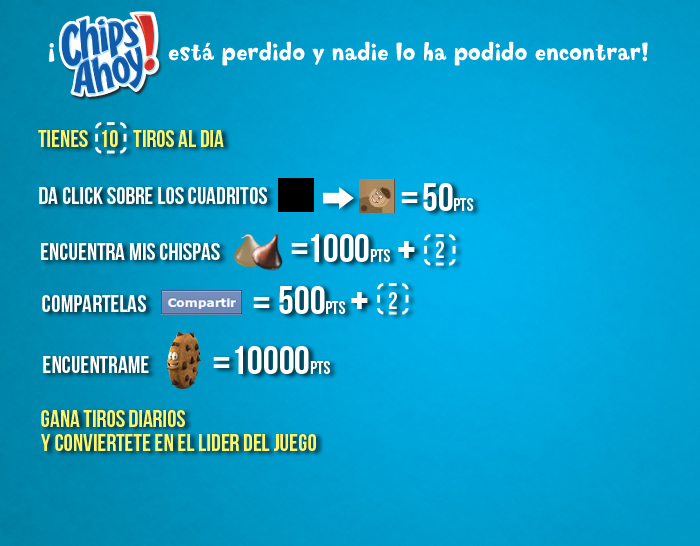 ¡Chips Ahoy! está perdido y nadie lo ha podido encontrar!
TIENES 10 TIROS AL DIA
DA CLICK SOBRE LOS CUADRITOS = 50PTS
ENCUENTRA MIS CHISPAS =1000PTS + 2
COMPARTELAS Compartir = 500PTS + 2
ENCUENTRAME =10000PTS
GANA TIROS DIARIOS
Y CONVIERTETE EN EL LIDER DEL JUEGO